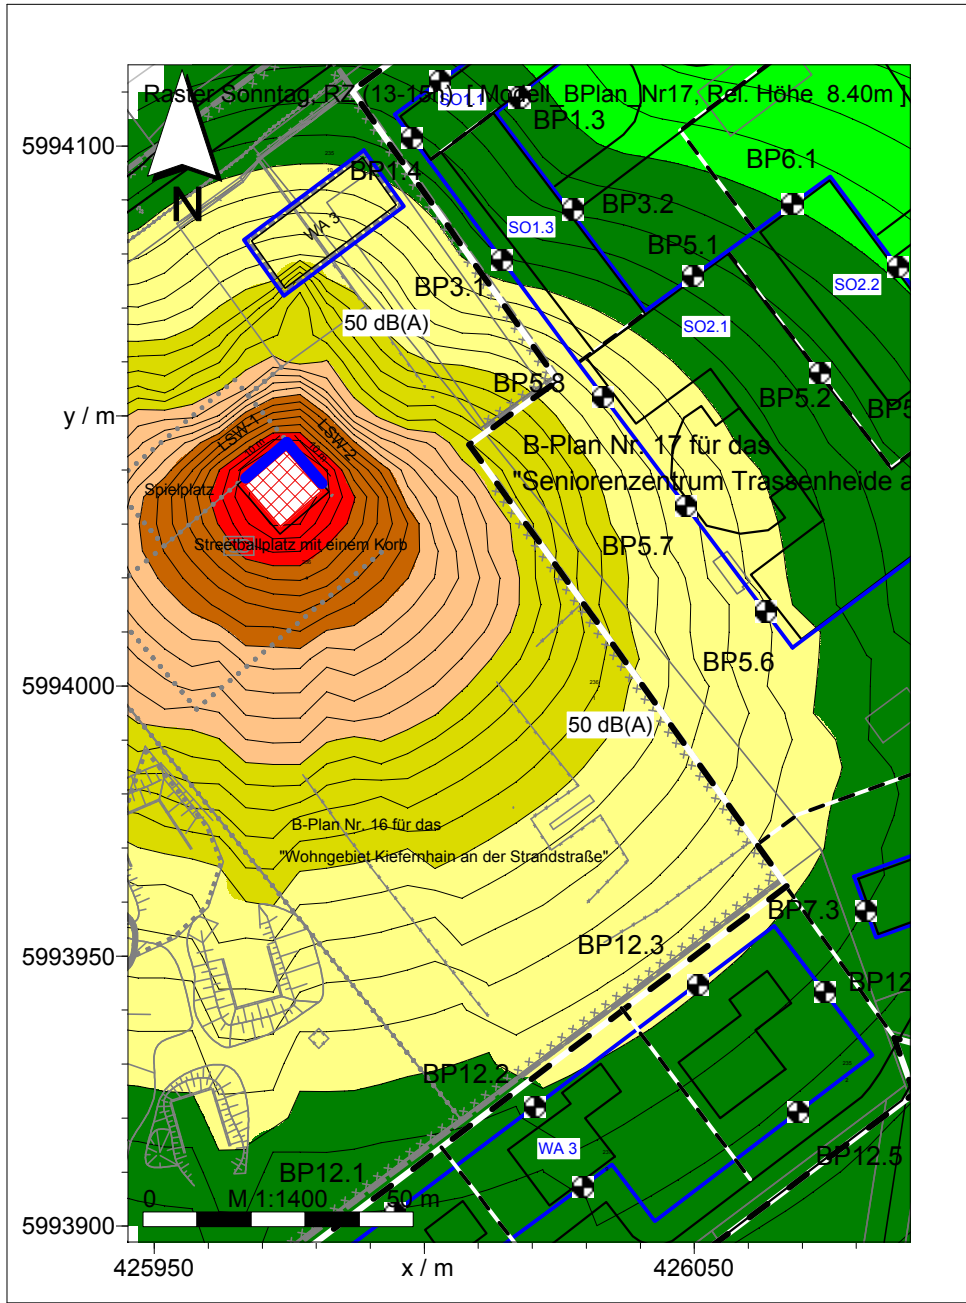 Raster Sonntag, RZ (13-15h) [ Modell_BPlan_Nr17, Rel. Höhe 8.40m ]
SO1.1
BP1.3
5994100
BP6.1
BP1.4
N
WA 3
BP3.2
SO1.3
BP5.1
BP3.1
SO2.2
50 dB(A)
SO2.1
BP5.8
BP5.2
BP5
y / m
LSW-1
LSW-2
10 m
10 m
B-Plan Nr. 17 für das
"Seniorenzentrum Trassenheide a
Spielplatz
Streetballplatz mit einem Korb
BP5.7
BP5.6
5994000
50 dB(A)
B-Plan Nr. 16 für das
"Wohngebiet Kiefernhain an der Strandstraße"
BP7.3
BP12.3
5993950
BP12
BP12.2
WA 3
BP12.5
BP12.1
0 M 1:1400 50 m
5993900
425950 x / m 426050